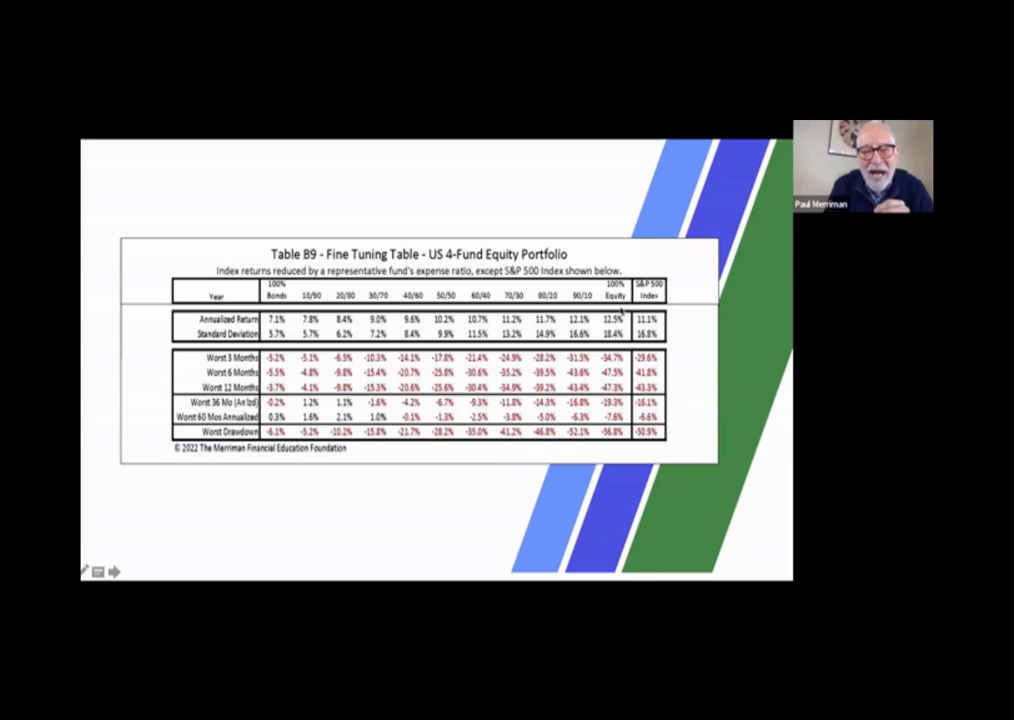 Paul Merriman
Table B9 - Fine Tuning Table - US 4-Fund Equity Portfolio
Index returns reduced by a representative fund's expense ratio, except S&P 500 Index shown below.
100% 100% S&P 500
Year Bonds 10/90 20/80 30/70 40/60 50/50 60/40 70/30 80/20 90/10 Equity Index
Annualized Return 7.1% 7.8% 8.4% 9.0% 9.6% 10.2% 10.7% 11.2% 11.7% 12.1% 12.5% 11.1%
Standard Deviation 5.7% 5.7% 6.2% 7.2% 8.4% 9.9% 11.5% 13.2% 14.9% 16.6% 18.4% 16.8%
Worst 3 Months -5.2% -5.1% -6.5% -10.3% -14.1% -17.8% -21.4% -24.9% -28.2% -31.5% -34.7% -29.6%
Worst 6 Months -5.5% -4.8% -9.8% -15.4% -20.7% -25.8% -30.6% -35.2% -39.5% -43.6% -47.5% -41.8%
Worst 12 Months -3.7% -4.1% -9.8% -15.3% -20.6% -25.6% -30.4% -34.9% -39.2% -43.4% -47.3% -43.3%
Worst 36 Mo (An'lzd) -0.2% 1.2% 1.1% -1.6% -4.2% -6.7% -9.3% -11.8% -14.3% -16.8% -19.3% -16.1%
Worst 60 Mos Annualized 0.3% 1.6% 2.1% 1.0% -0.1% -1.3% -2.5% -3.8% -5.0% -6.3% -7.6% -6.6%
Worst Drawdown -6.1% -5.2% -10.2% -15.8% -21.7% -28.2% -35.0% -41.2% -46.8% -52.1% -56.8% -50.9%
© 2022 The Merriman Financial Education Foundation